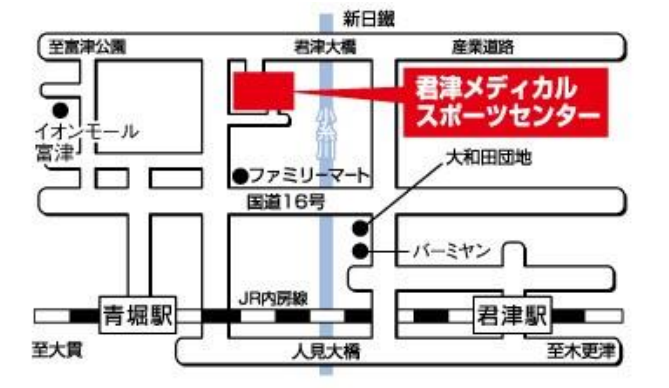 新日鐵
至富津公園
君津大橋
産業道路
君津メディカル
スポーツセンター
イオンモール
富津
小糸川
大和田団地
ファミリーマート
国道16号
バーミヤン
JR内房線
青堀駅
君津駅
至大貫
人見大橋
至木更津